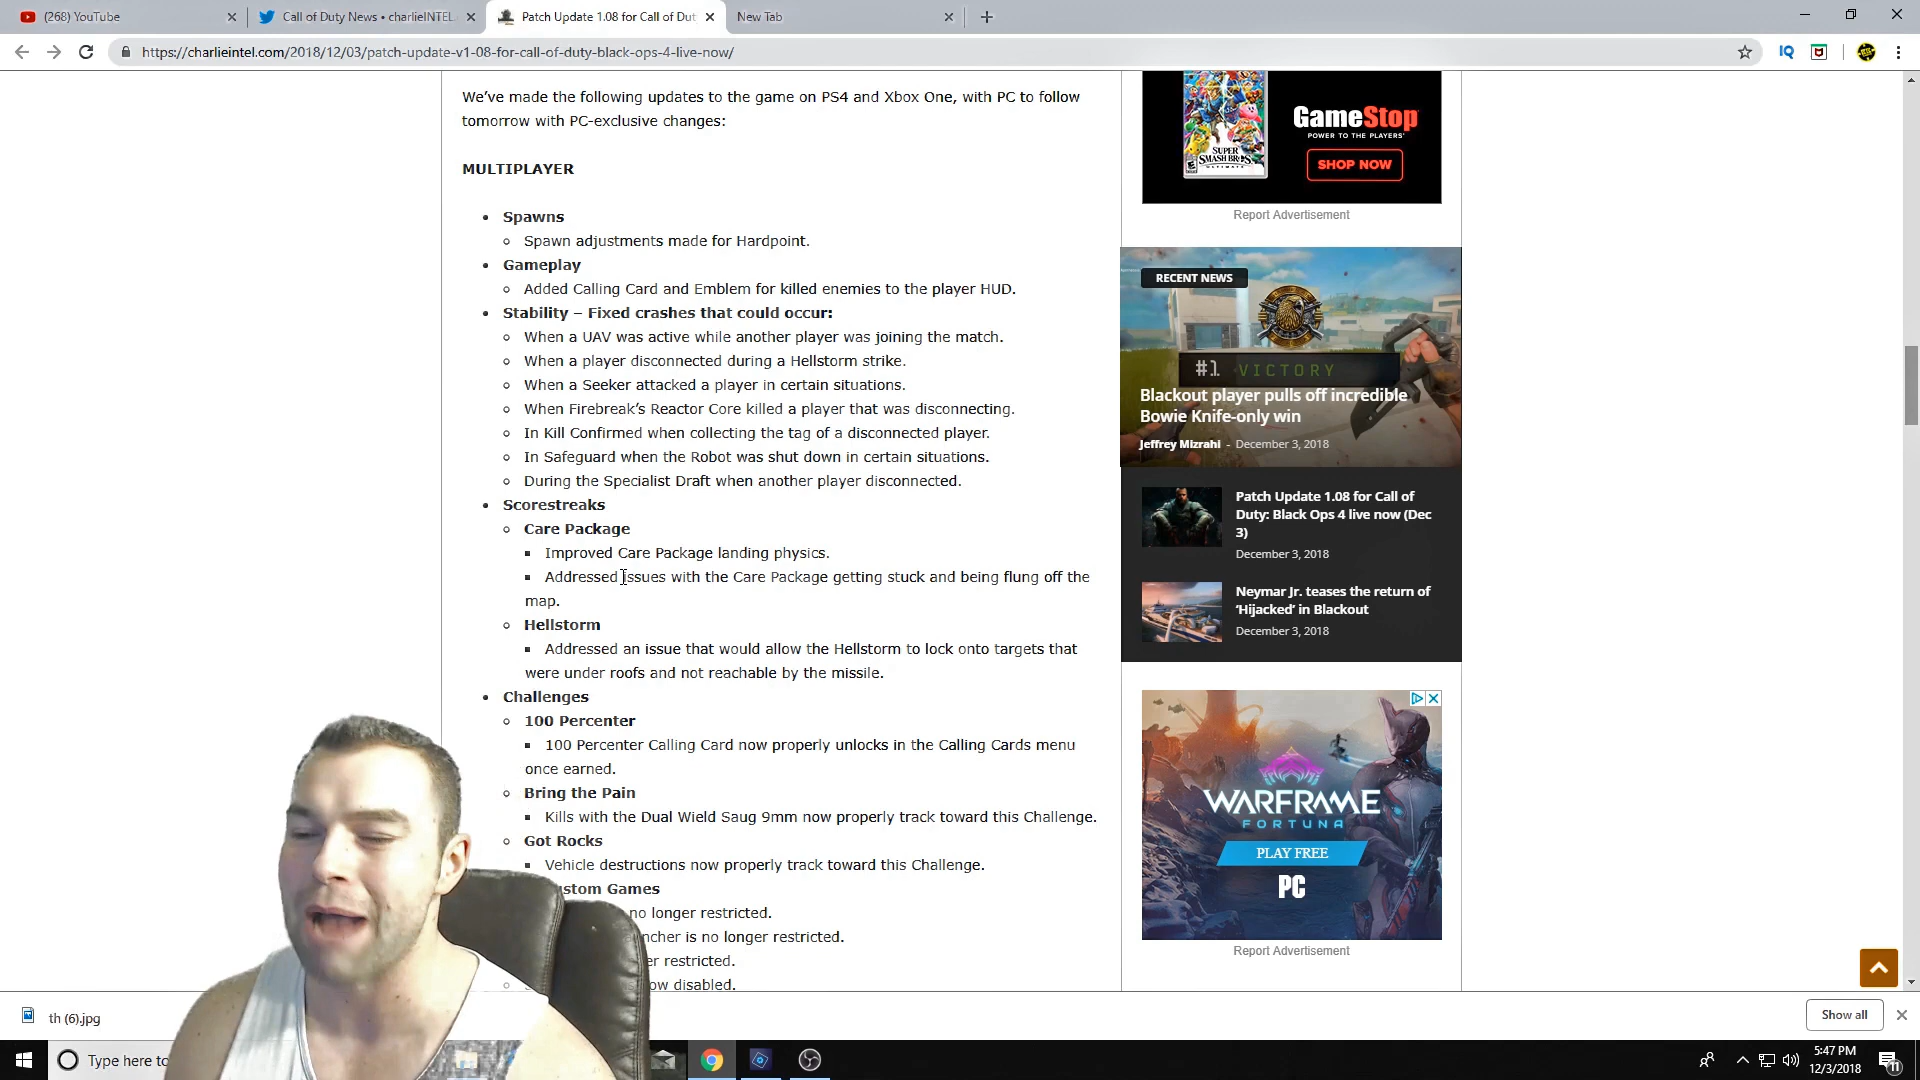 (268) YouTube
Call of Duty News • charlieINTEL
Patch Update 1.08 for Call of Dut
New Tab
https://charlieintel.com/2018/12/03/patch-update-v1-08-for-call-of-duty-black-ops-4-live-now/
We've made the following updates to the game on PS4 and Xbox One, with PC to follow
tomorrow with PC-exclusive changes:
MULTIPLAYER
Spawns
Spawn adjustments made for Hardpoint.
Gameplay
Added Calling Card and Emblem for killed enemies to the player HUD.
Stability – Fixed crashes that could occur:
When a UAV was active while another player was joining the match.
When a player disconnected during a Hellstorm strike.
When a Seeker attacked a player in certain situations.
When Firebreak's Reactor Core killed a player that was disconnecting.
In Kill Confirmed when collecting the tag of a disconnected player.
In Safeguard when the Robot was shut down in certain situations.
During the Specialist Draft when another player disconnected.
Scorestreaks
Care Package
Improved Care Package landing physics.
Addressed issues with the Care Package getting stuck and being flung off the
map.
Hellstorm
Addressed an issue that would allow the Hellstorm to lock onto targets that
were under roofs and not reachable by the missile.
Challenges
100 Percenter
100 Percenter Calling Card now properly unlocks in the Calling Cards menu
once earned.
Bring the Pain
Kills with the Dual Wield Saug 9mm now properly track toward this Challenge.
Got Rocks
Vehicle destructions now properly track toward this Challenge.
stom Games
no longer restricted.
ncher is no longer restricted.
er restricted.
ow disabled.
SUPER
SMASH BROS.
ULTIMATE
GameStop
POWER TO THE PLAYERS
SHOP NOW
Report Advertisement
RECENT NEWS
#1 VICTORY
Blackout player pulls off incredible
Bowie Knife-only win
Jeffrey Mizrahi - December 3, 2018
Patch Update 1.08 for Call of
Duty: Black Ops 4 live now (Dec
3)
December 3, 2018
Neymar Jr. teases the return of
'Hijacked' in Blackout
December 3, 2018
WARFRAME
FORTUNA
PLAY FREE
PC
Report Advertisement
th (6).jpg
Show all
Type here to
5:47 PM
12/3/2018
11